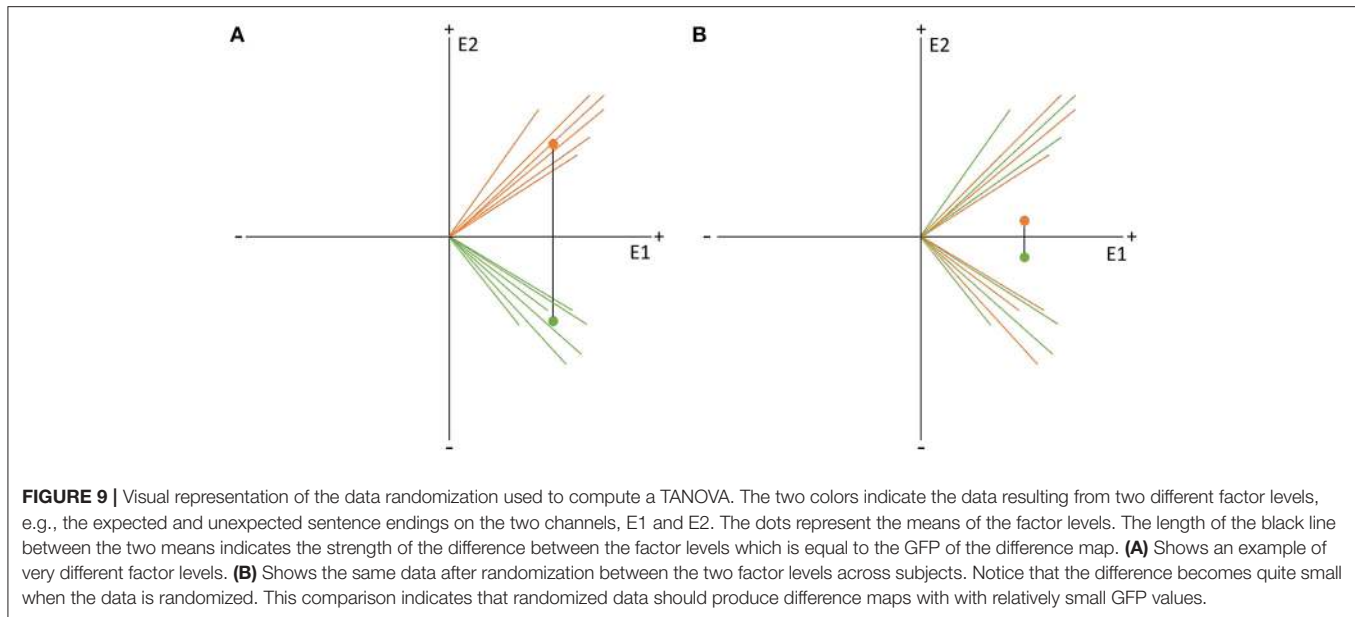 A
B
+
E2
+
E2
-
+
E1
-
+
E1
-
-
FIGURE 9 | Visual representation of the data randomization used to compute a TANOVA. The two colors indicate the data resulting from two different factor levels,
e.g., the expected and unexpected sentence endings on the two channels, E1 and E2. The dots represent the means of the factor levels. The length of the black line
between the two means indicates the strength of the difference between the factor levels which is equal to the GFP of the difference map. (A) Shows an example of
very different factor levels. (B) Shows the same data after randomization between the two factor levels across subjects. Notice that the difference becomes quite small
when the data is randomized. This comparison indicates that randomized data should produce difference maps with with relatively small GFP values.